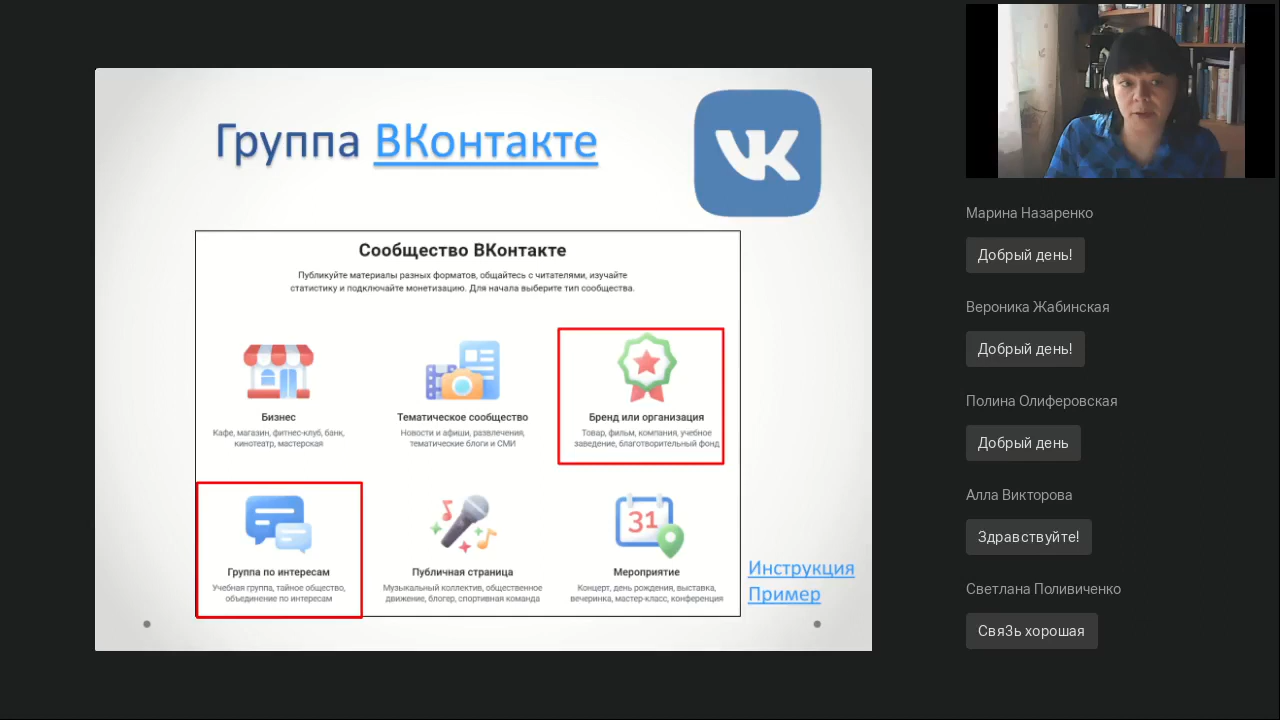 Группа ВКонтакте
VK
Сообщество ВКонтакте
Публикуйте материалы разных форматов, общайтесь с читателями, изучайте
статистику и подключайте монетизацию. Для начала выберите тип сообщества.
Бизнес
Кафе, магазин, фитнес-клуб, банк,
кинотеатр, мастерская
Тематическое сообщество
Новости и афиши, развлечения,
тематические блоги и СМИ
Бренд или организация
Товар, фильм, компания, учебное
заведение, благотворительный фонд
Группа по интересам
Учебная группа, тайное общество,
объединение по интересам
Публичная страница
Музыкальный коллектив, общественное
движение, блогер, спортивная команда
31
Мероприятие
Концерт, день рождения, выставка,
вечеринка, мастер-класс, конференция
Инструкция
Пример
Марина Назаренко
Добрый день!
Вероника Жабинская
Добрый день!
Полина Олиферовская
Добрый день
Алла Викторова
Здравствуйте!
Светлана Поливиченко
Свя3ь хорошая